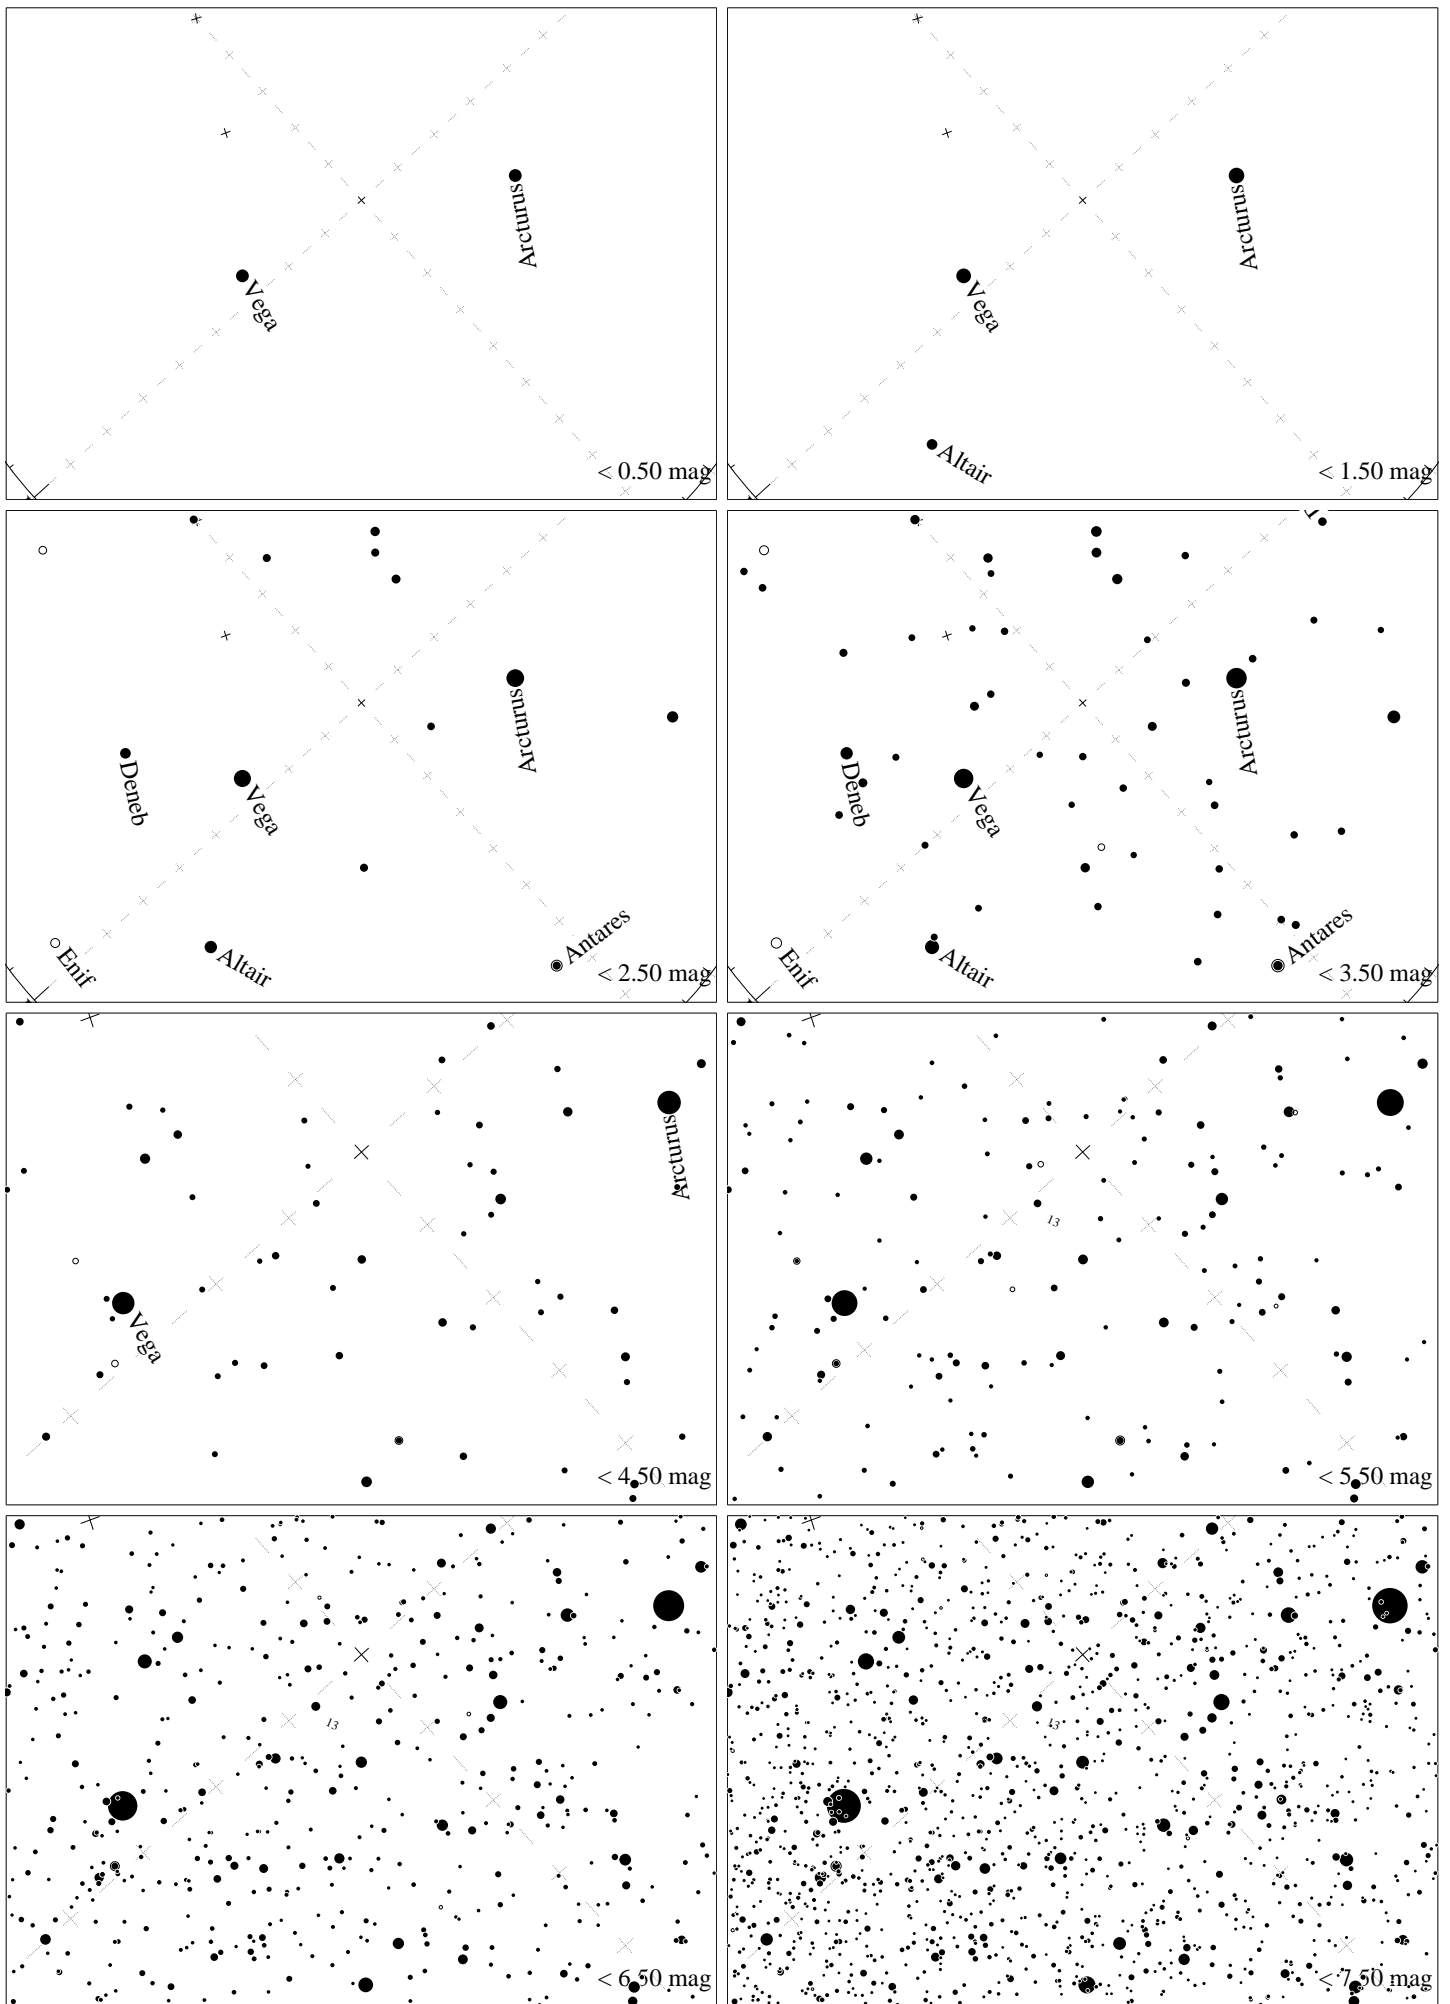 Arcturus
Vega
< 0.50 mag
Arcturus
Vega
Altair
< 1.50 mag
Arcturus
Deneb
Vega
Enif
Altair
Antares
< 2.50 mag
Arcturus
Deneb
Vega
Enif
Altair
Antares
< 3.50 mag
Arcturus
Vega
< 4.50 mag
13
< 5.50 mag
13
< 6.50 mag
13
< 7.50 mag